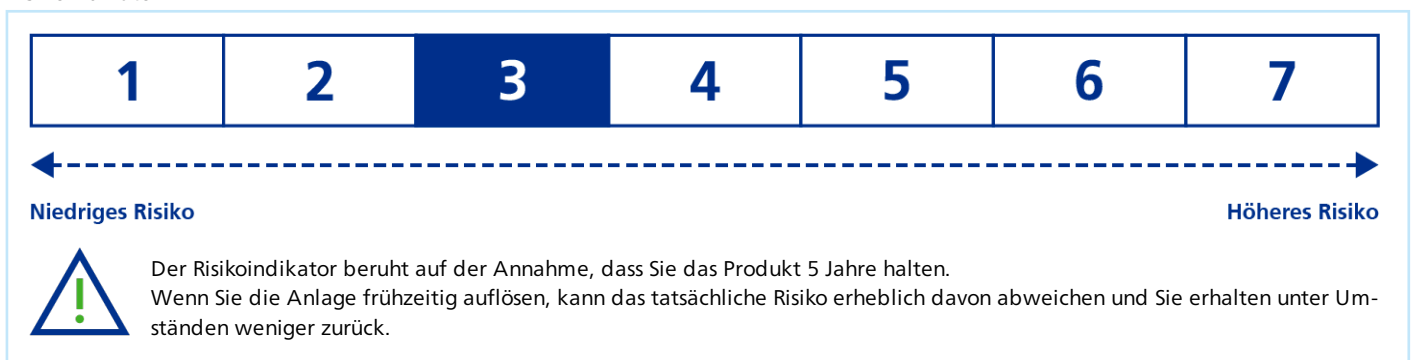 1 2 3 4 5 6 7
Niedriges Risiko Höheres Risiko
!
Der Risikoindikator beruht auf der Annahme, dass Sie das Produkt 5 Jahre halten.
Wenn Sie die Anlage frühzeitig auflösen, kann das tatsächliche Risiko erheblich davon abweichen und Sie erhalten unter Um-
ständen weniger zurück.